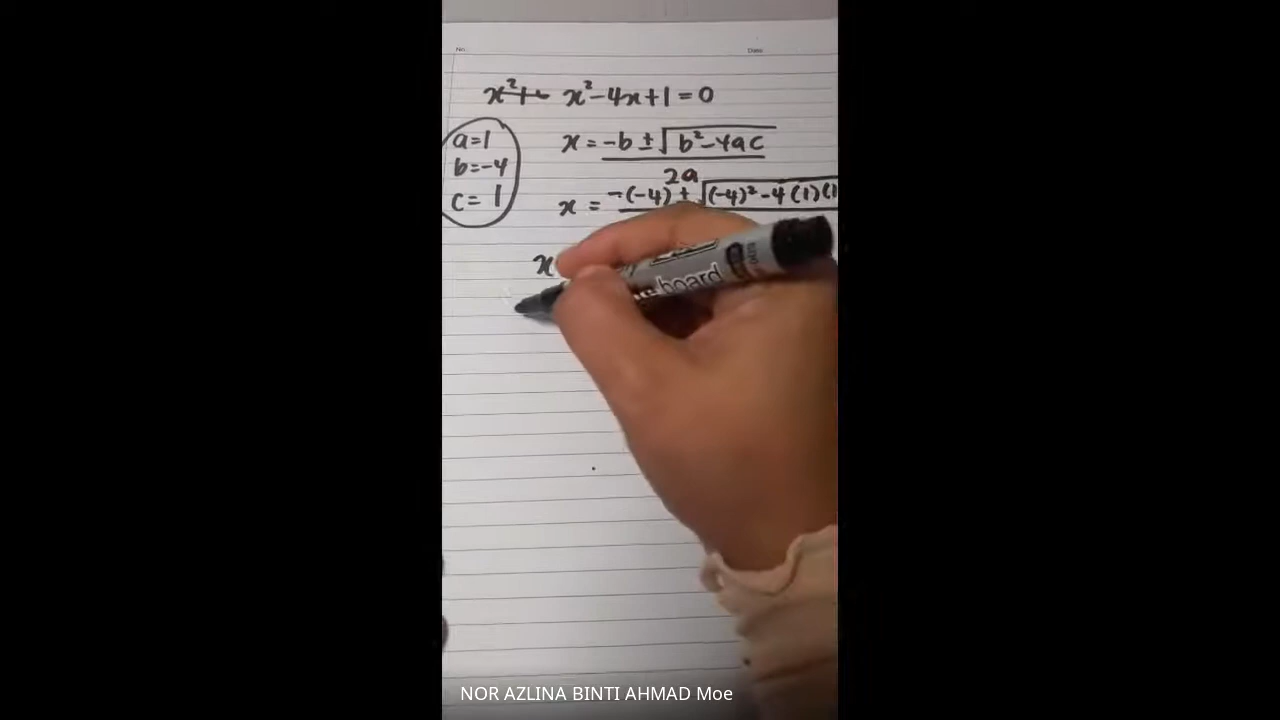 No. Date
x²+ x²-4x+1=0
a=1 x = -b ± √b²-4ac
b=-4 2a
c= 1 x = -(-4) ± √(-4)²-4(1)(1
x
board
NOR AZLINA BINTI AHMAD Moe